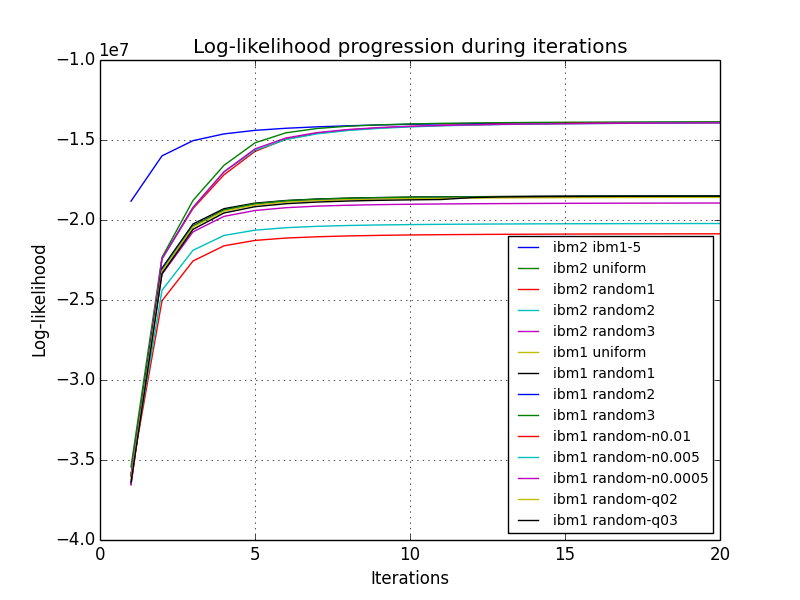 Log-likelihood progression during iterations
1e7
−1.0
−1.5
−2.0
−2.5
−3.0
−3.5
−4.0
Log-likelihood
0
5
10
15
20
Iterations
ibm2 ibm1-5
ibm2 uniform
ibm2 random1
ibm2 random2
ibm2 random3
ibm1 uniform
ibm1 random1
ibm1 random2
ibm1 random3
ibm1 random-n0.01
ibm1 random-n0.005
ibm1 random-n0.0005
ibm1 random-q02
ibm1 random-q03